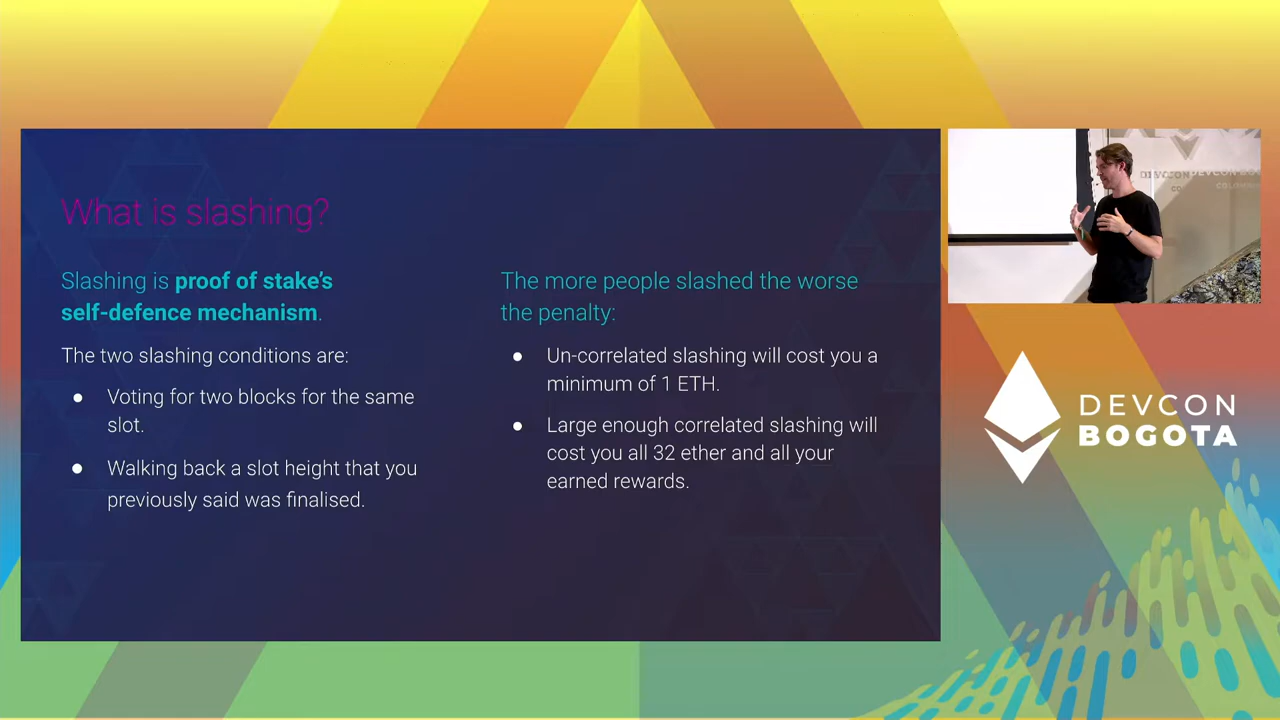 What is slashing?
Slashing is proof of stake's
self-defence mechanism.
The two slashing conditions are:
● Voting for two blocks for the same
slot.
● Walking back a slot height that you
previously said was finalised.
The more people slashed the worse
the penalty:
● Un-correlated slashing will cost you a
minimum of 1 ETH.
● Large enough correlated slashing will
cost you all 32 ether and all your
earned rewards.
DEVCON
BOGOTA